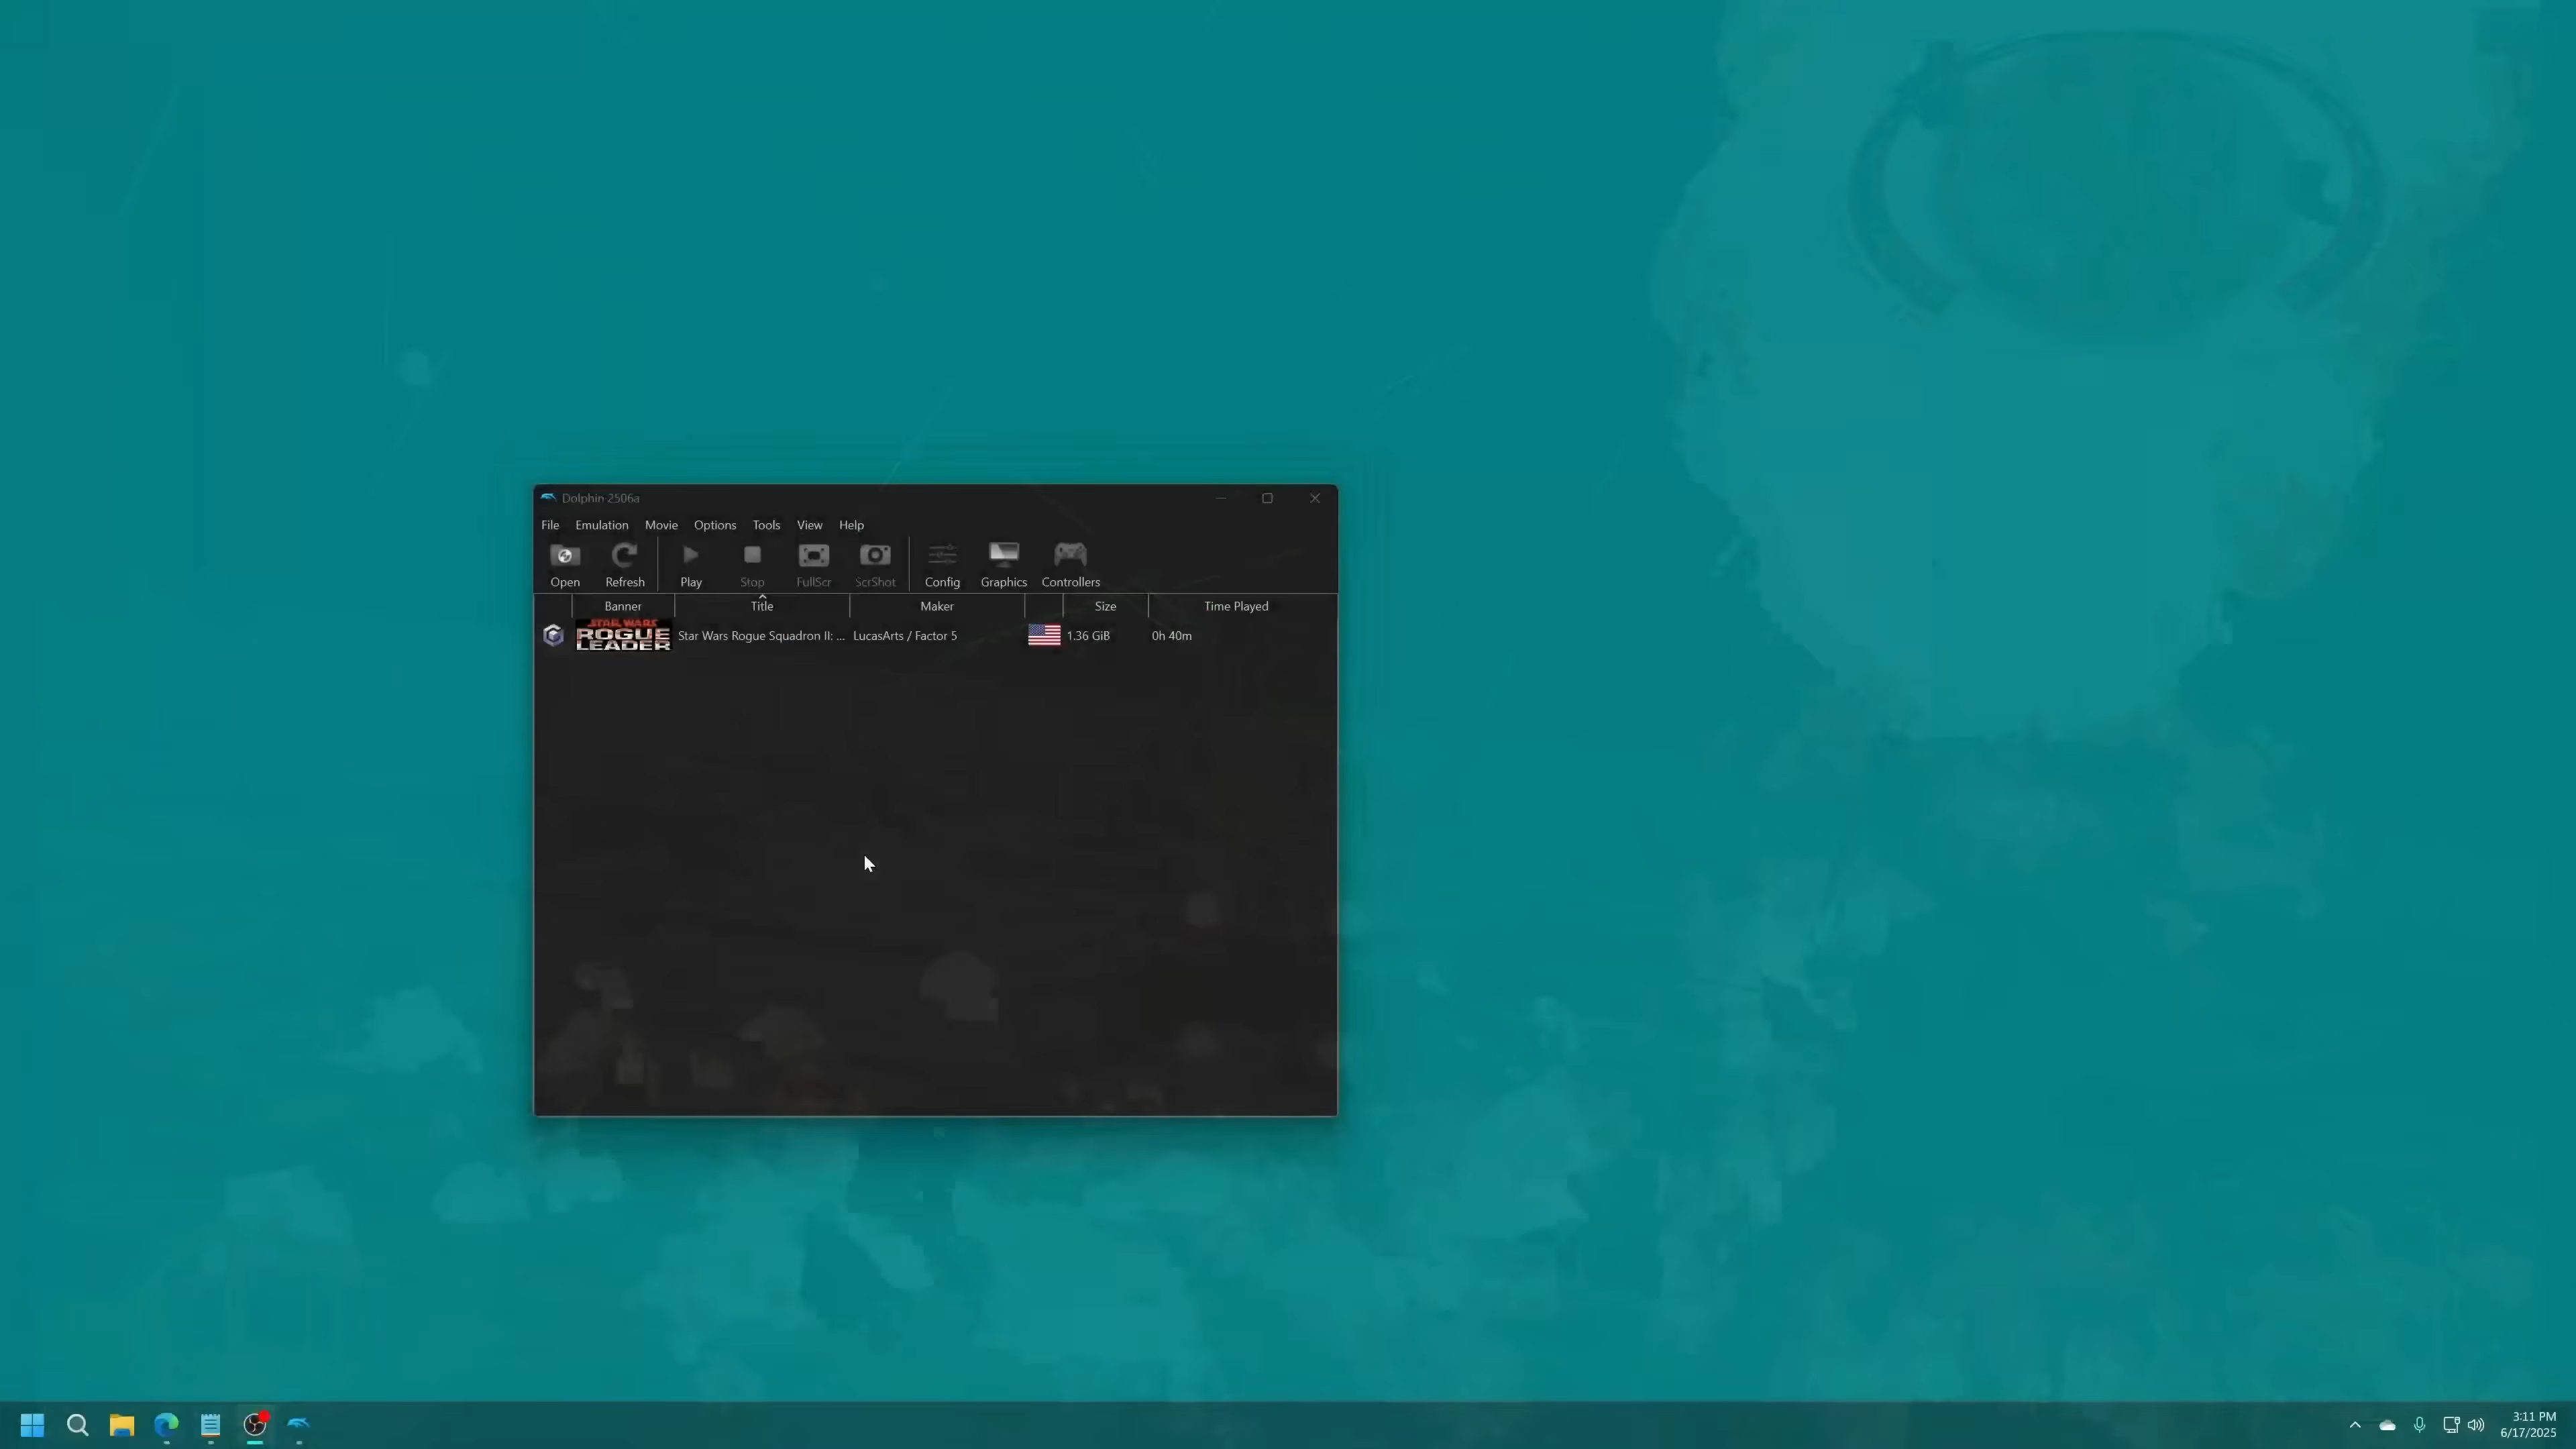 Dolphin 2506a
File Emulation Movie Options Tools View Help
Open Refresh Play Stop FullScr ScrShot Config Graphics Controllers
Banner Title Maker Size Time Played
STAR WARS
ROGUE
LEADER
Star Wars Rogue Squadron II: ... LucasArts / Factor 5 1.36 GiB 0h 40m
3:11 PM
6/17/2025